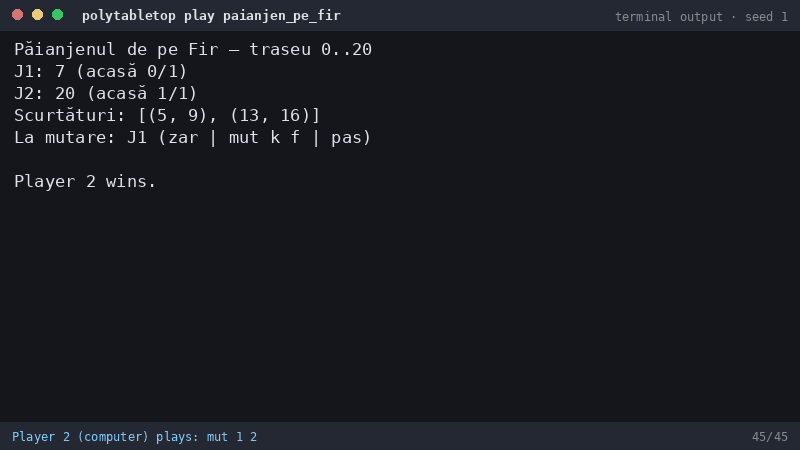 polytabletop play paianjen_pe_fir
terminal output · seed 1
Păianjenul de pe Fir — traseu 0..20
J1: 7 (acasă 0/1)
J2: 20 (acasă 1/1)
Scurtături: [(5, 9), (13, 16)]
La mutare: J1 (zar | mut k f | pas)
Player 2 wins.
Player 2 (computer) plays: mut 1 2
45/45